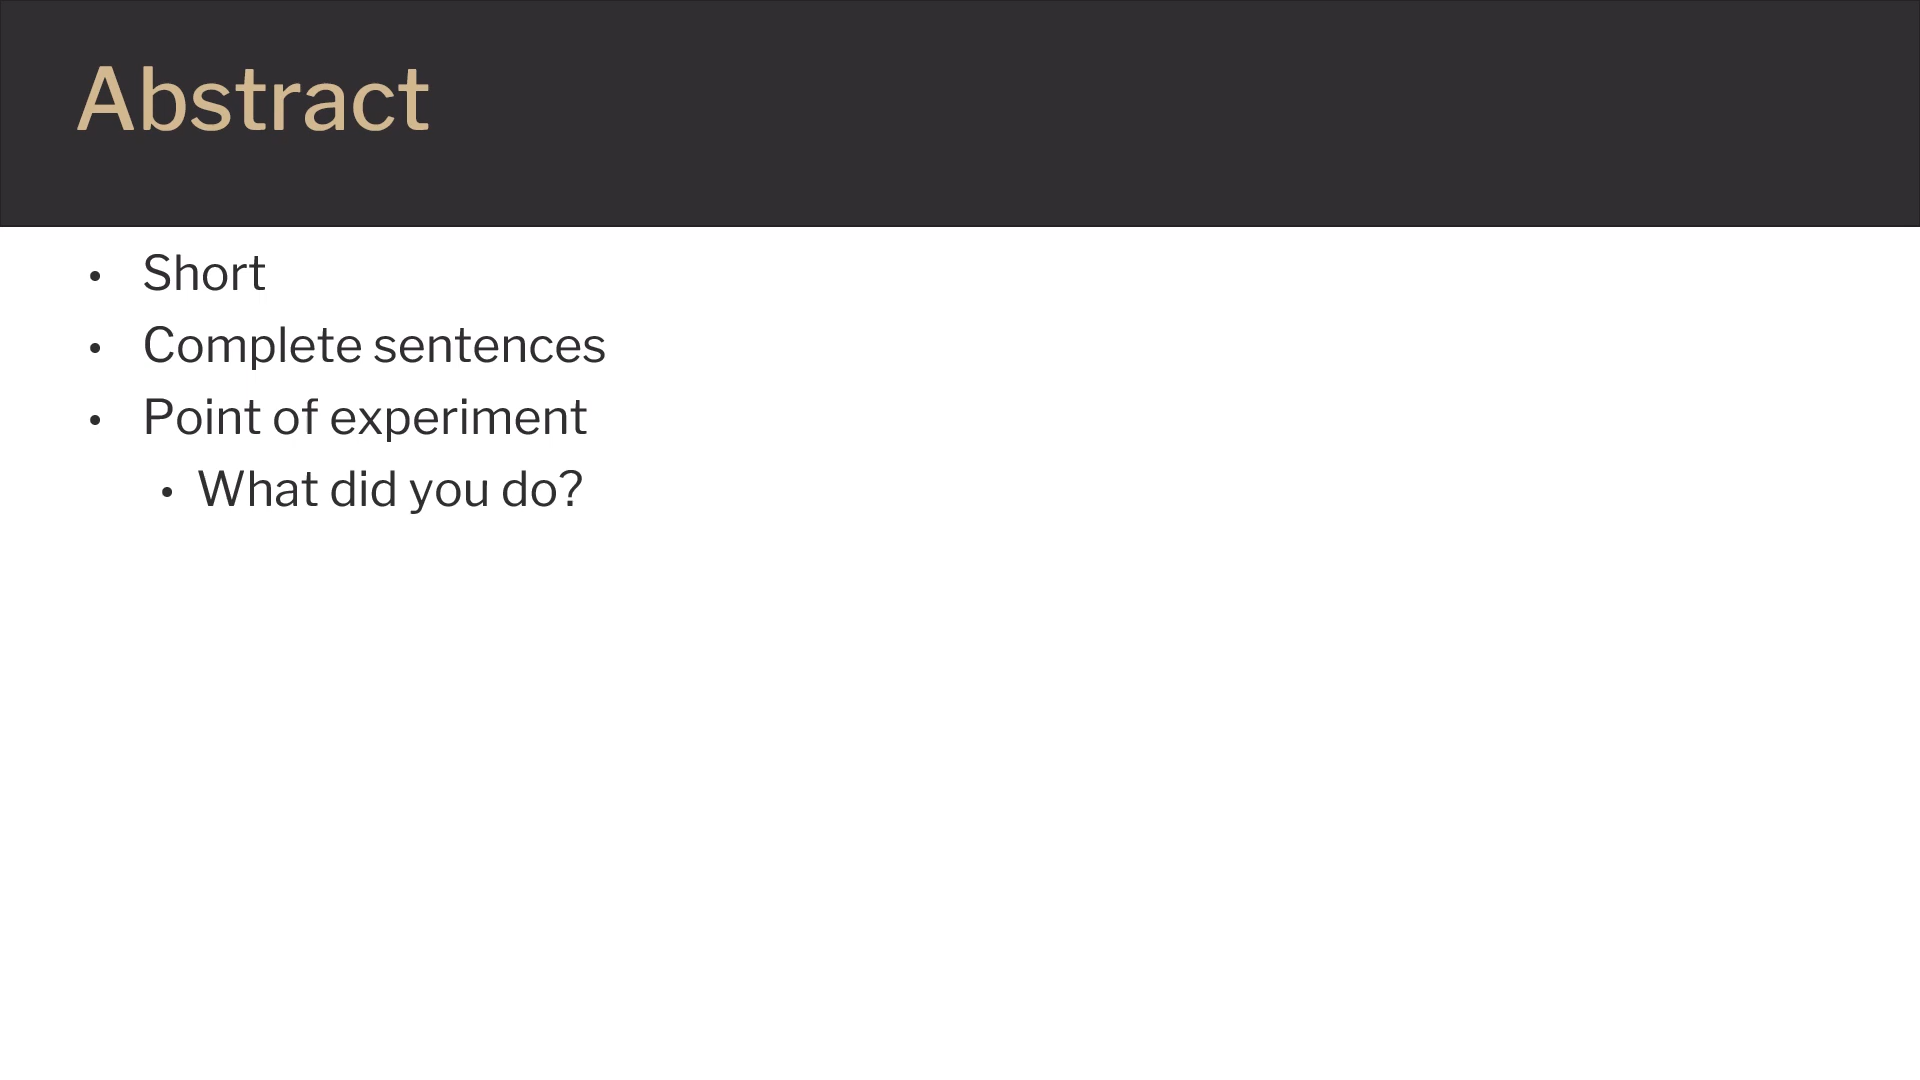 Abstract
• Short
• Complete sentences
• Point of experiment
• What did you do?